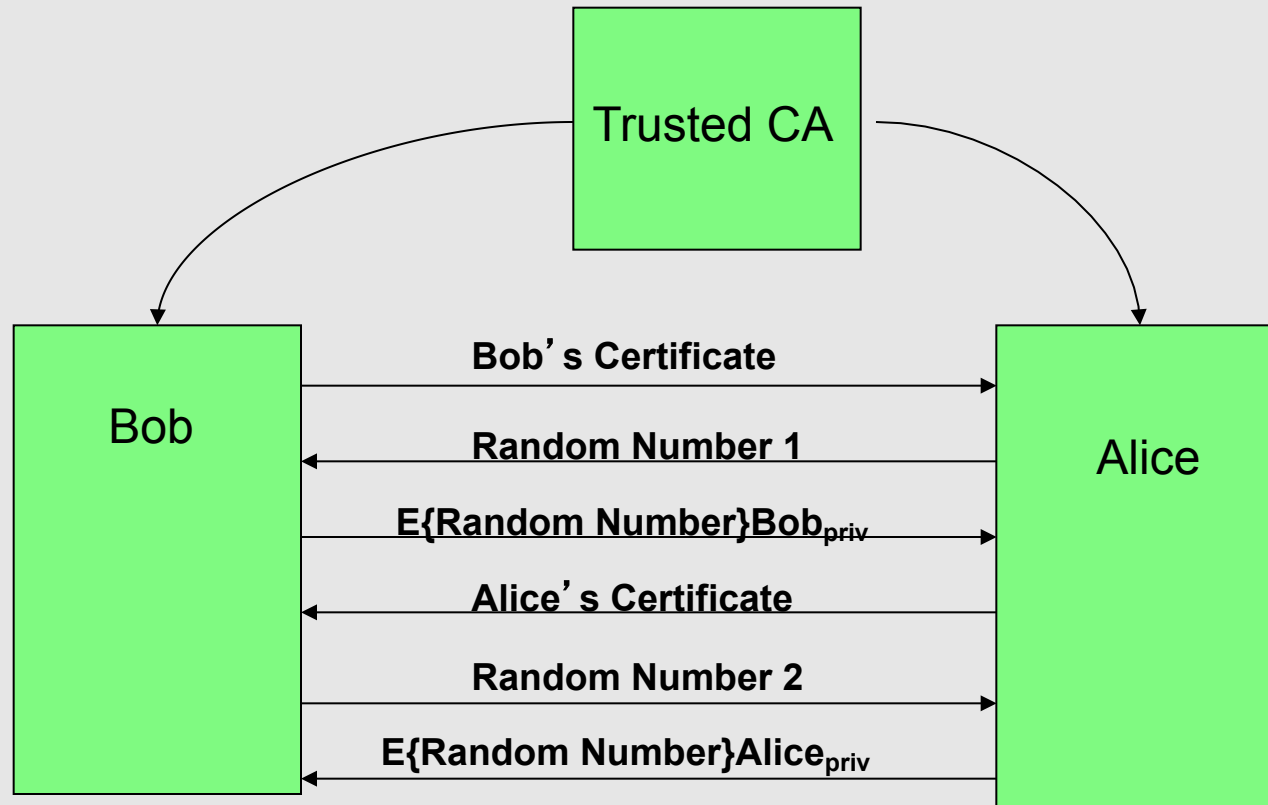 Trusted CA
Bob
Alice
Bob’s Certificate
Random Number 1
E{Random Number}Bobpriv
Alice’s Certificate
Random Number 2
E{Random Number}Alicepriv